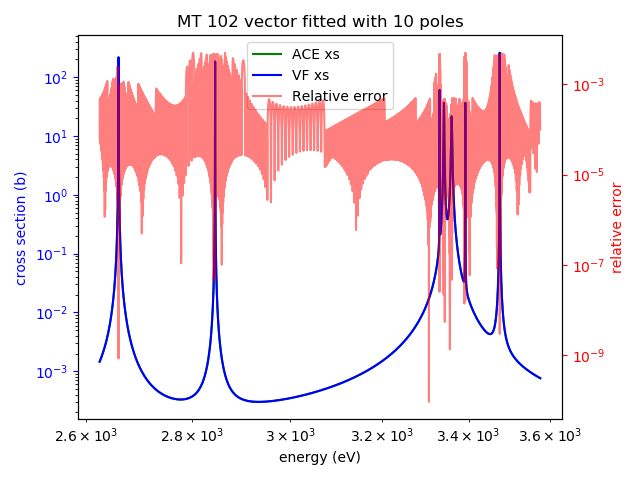 MT 102 vector fitted with 10 poles
ACE xs
VF xs
Relative error
cross section (b)
10²
10¹
10⁰
10⁻¹
10⁻²
10⁻³
10⁻³
10⁻⁵
10⁻⁷
10⁻⁹
relative error
2.6 × 10³ 2.8 × 10³ 3 × 10³ 3.2 × 10³ 3.4 × 10³ 3.6 × 10³
energy (eV)